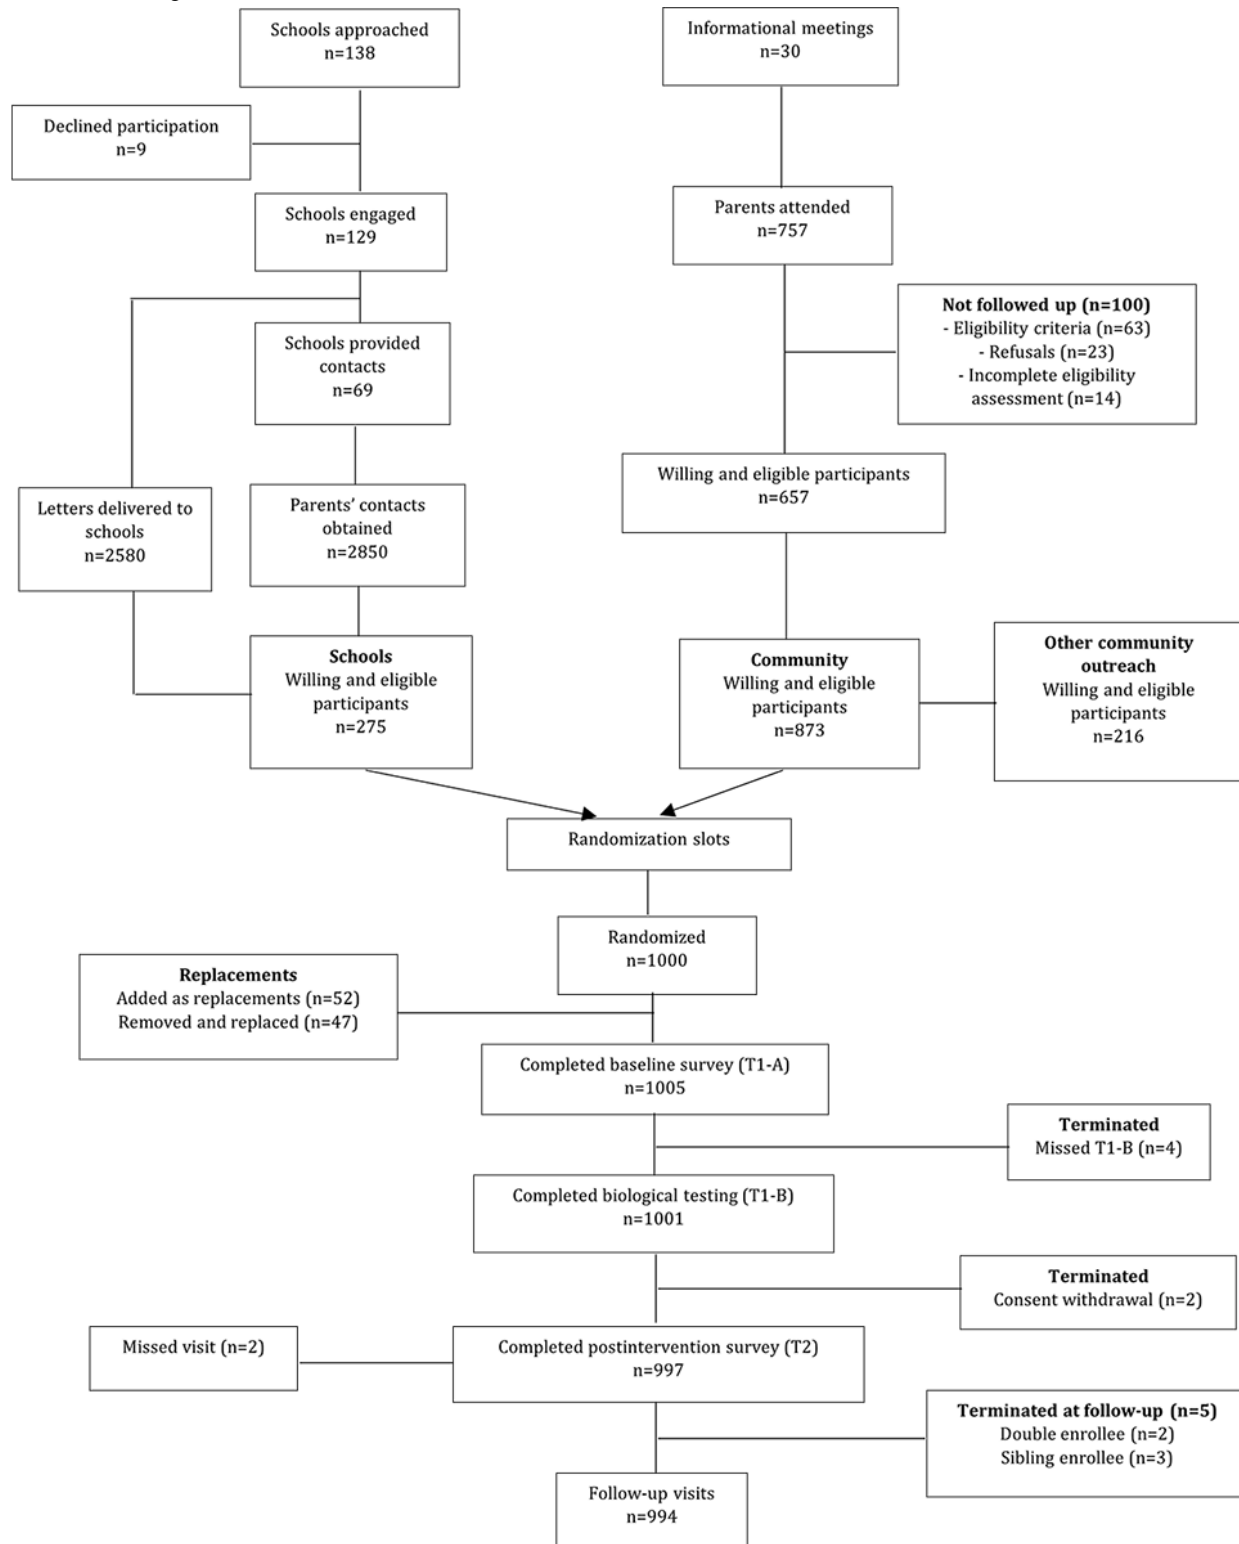 Schools approached
n=138
Informational meetings
n=30
Declined participation
n=9
Schools engaged
n=129
Parents attended
n=757
Not followed up (n=100)
- Eligibility criteria (n=63)
- Refusals (n=23)
- Incomplete eligibility
assessment (n=14)
Schools provided
contacts
n=69
Willing and eligible participants
n=657
Letters delivered to
schools
n=2580
Parents’ contacts
obtained
n=2850
Schools
Willing and eligible
participants
n=275
Community
Willing and eligible
participants
n=873
Other community
outreach
Willing and eligible
participants
n=216
Randomization slots
Randomized
n=1000
Replacements
Added as replacements (n=52)
Removed and replaced (n=47)
Completed baseline survey (T1-A)
n=1005
Terminated
Missed T1-B (n=4)
Completed biological testing (T1-B)
n=1001
Terminated
Consent withdrawal (n=2)
Missed visit (n=2)
Completed postintervention survey (T2)
n=997
Terminated at follow-up (n=5)
Double enrollee (n=2)
Sibling enrollee (n=3)
Follow-up visits
n=994